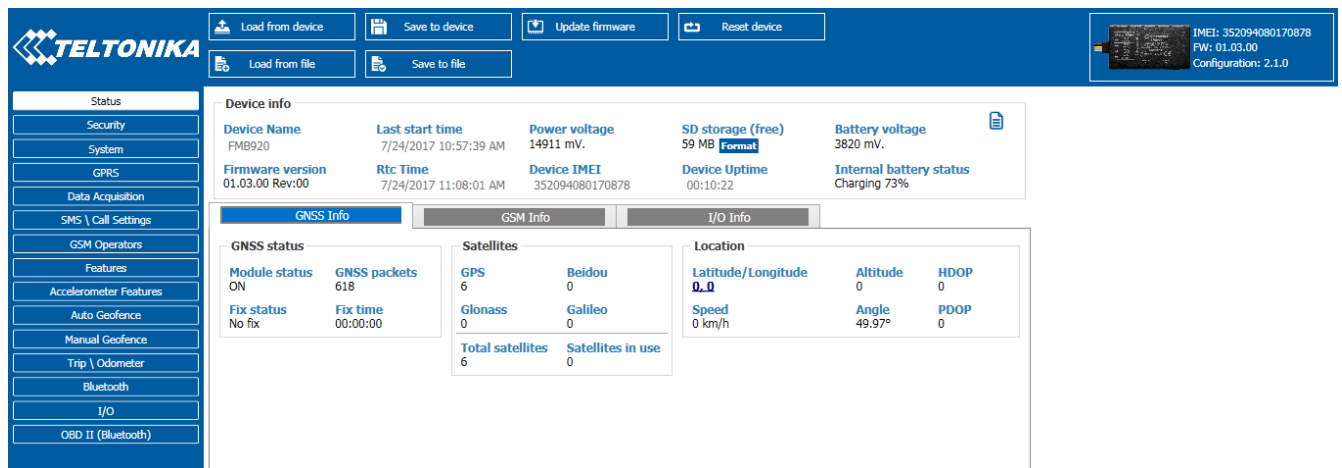 TELTONIKA
Load from device Save to device Update firmware Reset device
Load from file Save to file
IMEI: 352094080170878
FW: 01.03.00
Configuration: 2.1.0
Status
Security
System
GPRS
Data Acquisition
SMS \ Call Settings
GSM Operators
Features
Accelerometer Features
Auto Geofence
Manual Geofence
Trip \ Odometer
Bluetooth
I/O
OBD II (Bluetooth)
Device info
Device Name Last start time Power voltage SD storage (free) Battery voltage
FMB920 7/24/2017 10:57:39 AM 14911 mV. 59 MB Format 3820 mV.
Firmware version Rtc Time Device IMEI Device Uptime Internal battery status
01.03.00 Rev:00 7/24/2017 11:08:01 AM 352094080170878 00:10:22 Charging 73%
GNSS Info GSM Info I/O Info
GNSS status
Module status GNSS packets
ON 618
Fix status Fix time
No fix 00:00:00
Satellites
GPS Beidou
6 0
Glonass Galileo
0 0
Total satellites Satellites in use
6 0
Location
Latitude/Longitude Altitude HDOP
0, 0 0 0
Speed Angle PDOP
0 km/h 49.97° 0